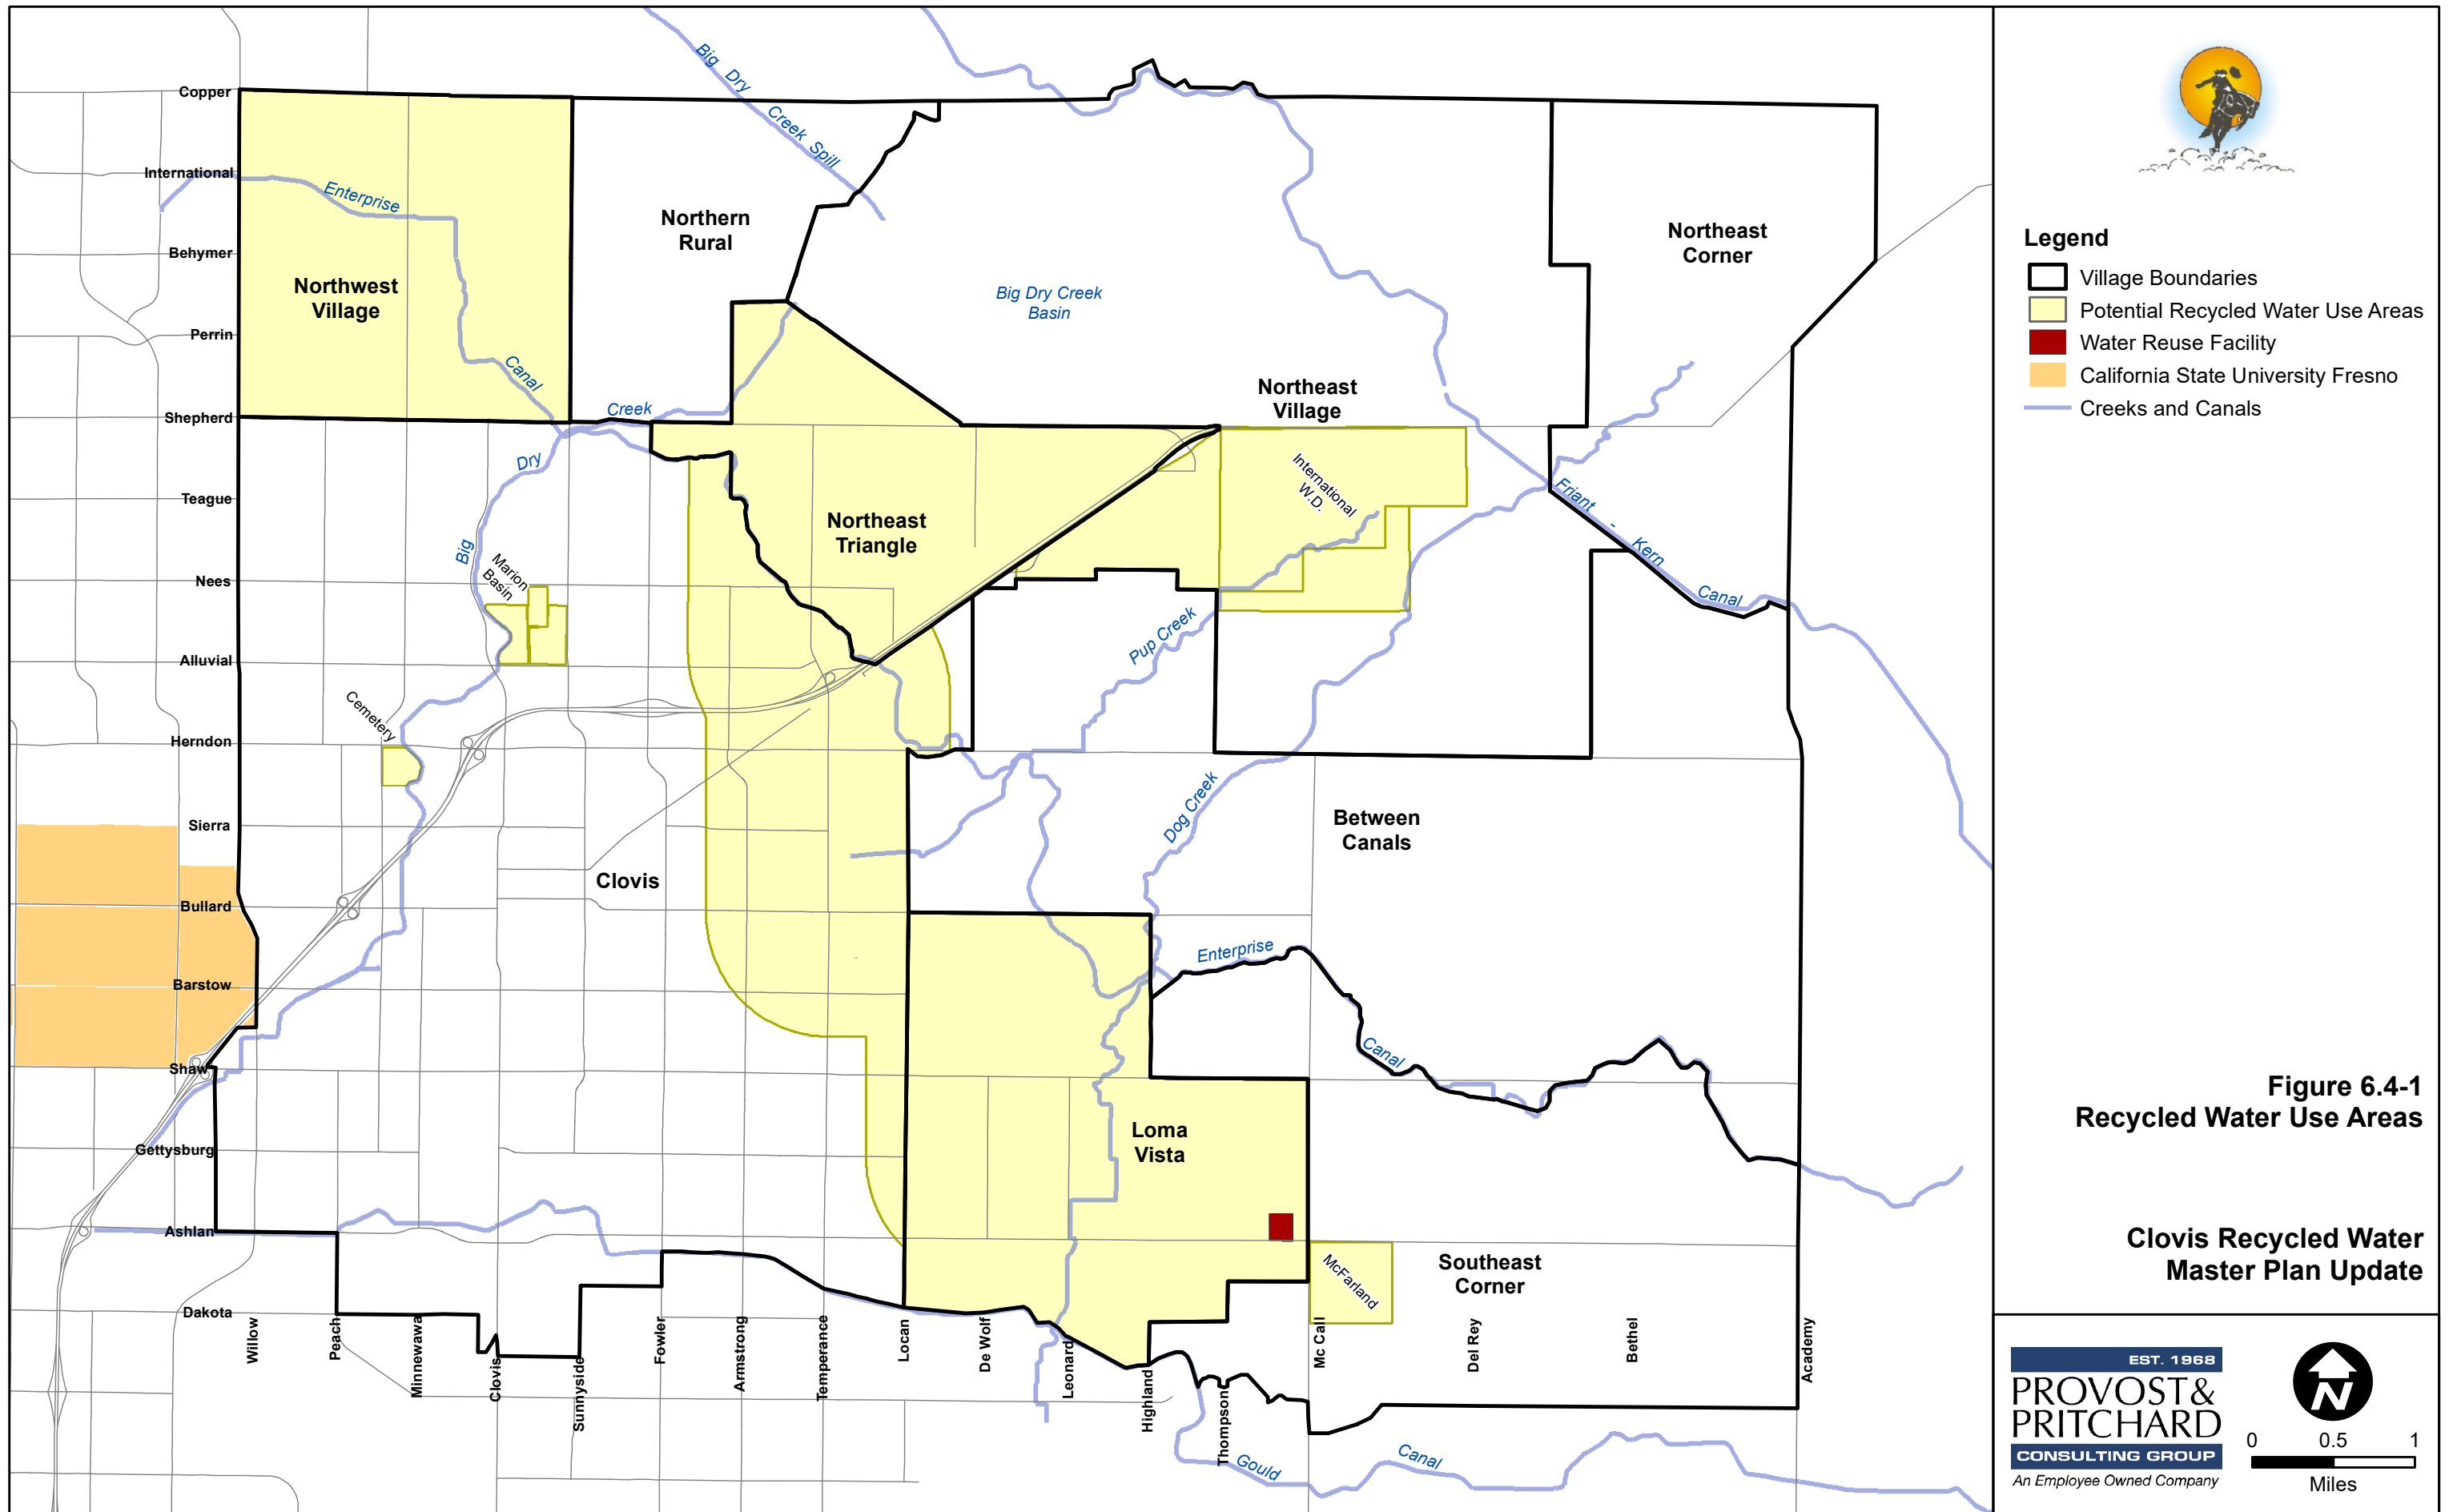 Copper
International
Behymer
Perrin
Shepherd
Teague
Nees
Alluvial
Herndon
Sierra
Bullard
Barstow
Shaw
Gettysburg
Ashlan
Dakota
Willow
Peach
Minnewawa
Clovis
Sunnyside
Fowler
Armstrong
Temperance
Locan
De Wolf
Leonard
Highland
Thompson
Mc Call
Del Rey
Bethel
Academy
Big Dry Creek Spill
Enterprise
Canal
Creek
Dry
Big
Northwest
Village
Northern
Rural
Northeast
Corner
Big Dry Creek
Basin
Northeast
Village
International
W.D.
Northeast
Triangle
Marion
Basin
Cemetery
Friant - Kern Canal
Pup Creek
Dog Creek
Between
Canals
Clovis
Enterprise
Canal
Loma
Vista
McFarland
Southeast
Corner
Gould
Canal
Legend
Village Boundaries
Potential Recycled Water Use Areas
Water Reuse Facility
California State University Fresno
Creeks and Canals
Figure 6.4-1
Recycled Water Use Areas
Clovis Recycled Water
Master Plan Update
EST. 1968
PROVOST&
PRITCHARD
CONSULTING GROUP
An Employee Owned Company
N
0 0.5 1
Miles